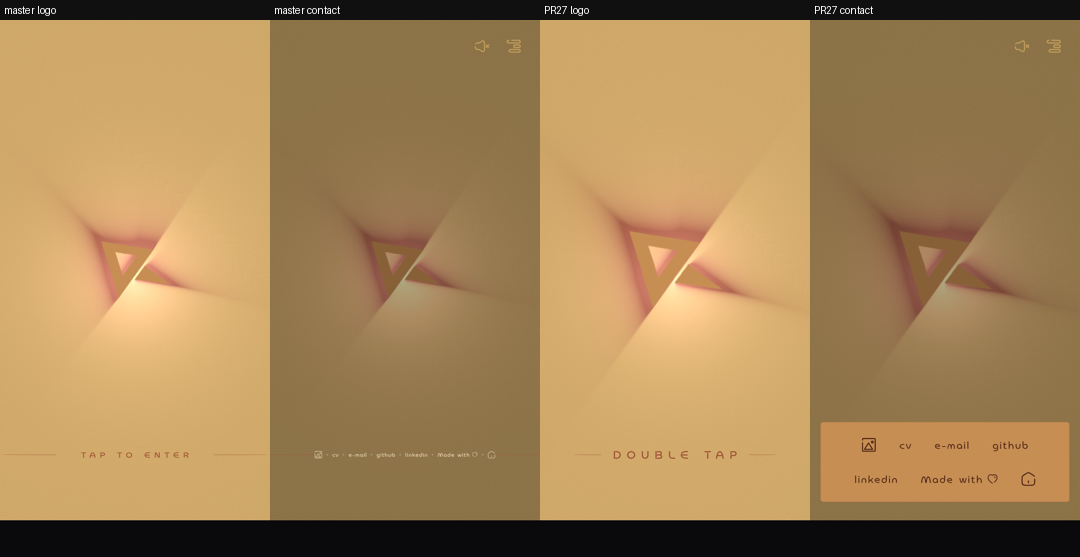 master logo
master contact
PR27 logo
PR27 contact
TAP TO ENTER
· cv · e-mail · github · linkedin · Made with ·
DOUBLE TAP
cv e-mail github
linkedin Made with